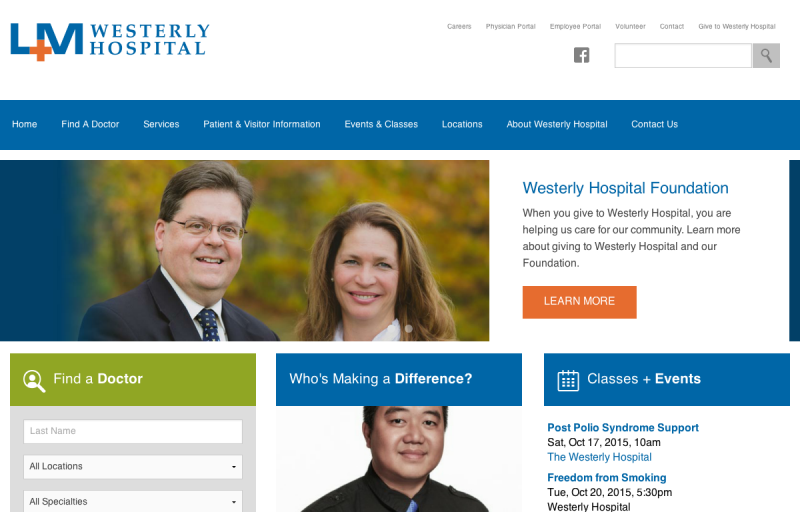 L+M WESTERLY
HOSPITAL
Careers Physician Portal Employee Portal Volunteer Contact Give to Westerly Hospital
Home Find A Doctor Services Patient & Visitor Information Events & Classes Locations About Westerly Hospital Contact Us
Westerly Hospital Foundation
When you give to Westerly Hospital, you are
helping us care for our community. Learn more
about giving to Westerly Hospital and our
Foundation.
LEARN MORE
Find a Doctor
Last Name
All Locations
All Specialties
Who's Making a Difference?
Classes + Events
Post Polio Syndrome Support
Sat, Oct 17, 2015, 10am
The Westerly Hospital
Freedom from Smoking
Tue, Oct 20, 2015, 5:30pm
Westerly Hospital